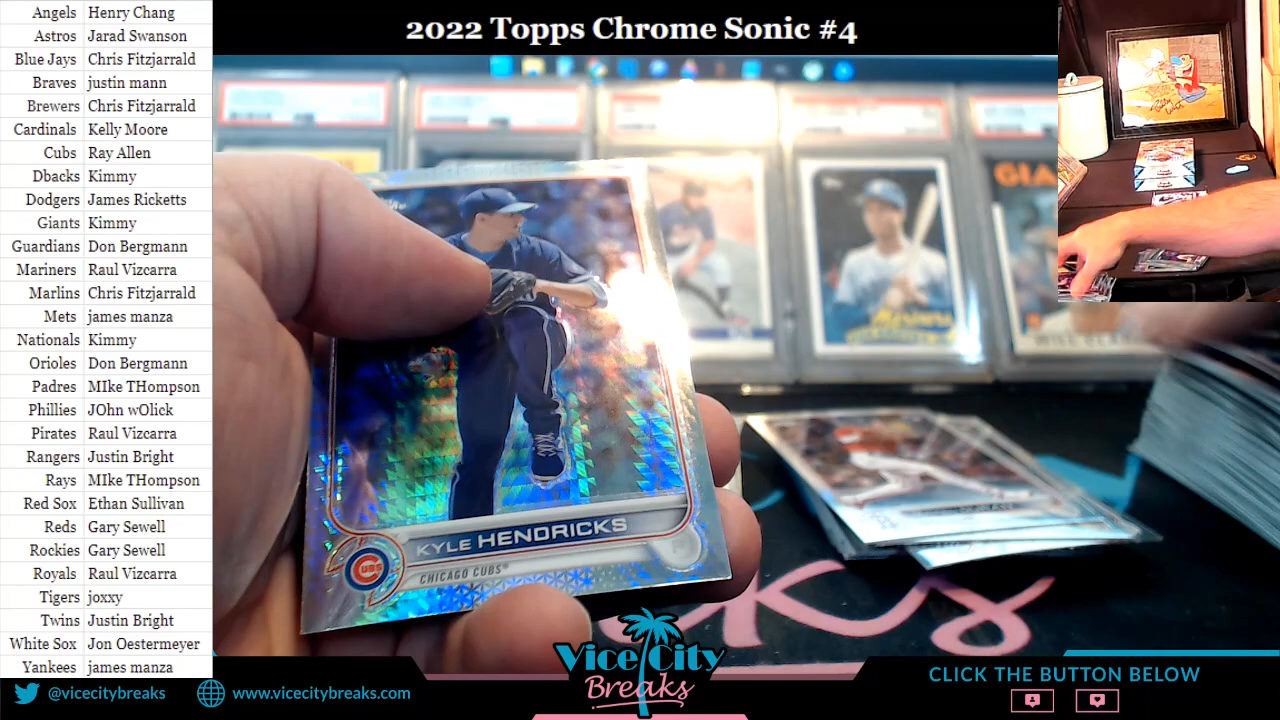 2022 Topps Chrome Sonic #4
Angels Henry Chang
Astros Jarad Swanson
Blue Jays Chris Fitzjarrald
Braves justin mann
Brewers Chris Fitzjarrald
Cardinals Kelly Moore
Cubs Ray Allen
Dbacks Kimmy
Dodgers James Ricketts
Giants Kimmy
Guardians Don Bergmann
Mariners Raul Vizcarra
Marlins Chris Fitzjarrald
Mets james manza
Nationals Kimmy
Orioles Don Bergmann
Padres MIke THompson
Phillies JOhn wOlick
Pirates Raul Vizcarra
Rangers Justin Bright
Rays MIke THompson
Red Sox Ethan Sullivan
Reds Gary Sewell
Rockies Gary Sewell
Royals Raul Vizcarra
Tigers joxxy
Twins Justin Bright
White Sox Jon Oestermeyer
Yankees james manza
KYLE HENDRICKS
CUBS
CHICAGO CUBS®
Vice City
Breaks
@vicecitybreaks
www.vicecitybreaks.com
CLICK THE BUTTON BELOW